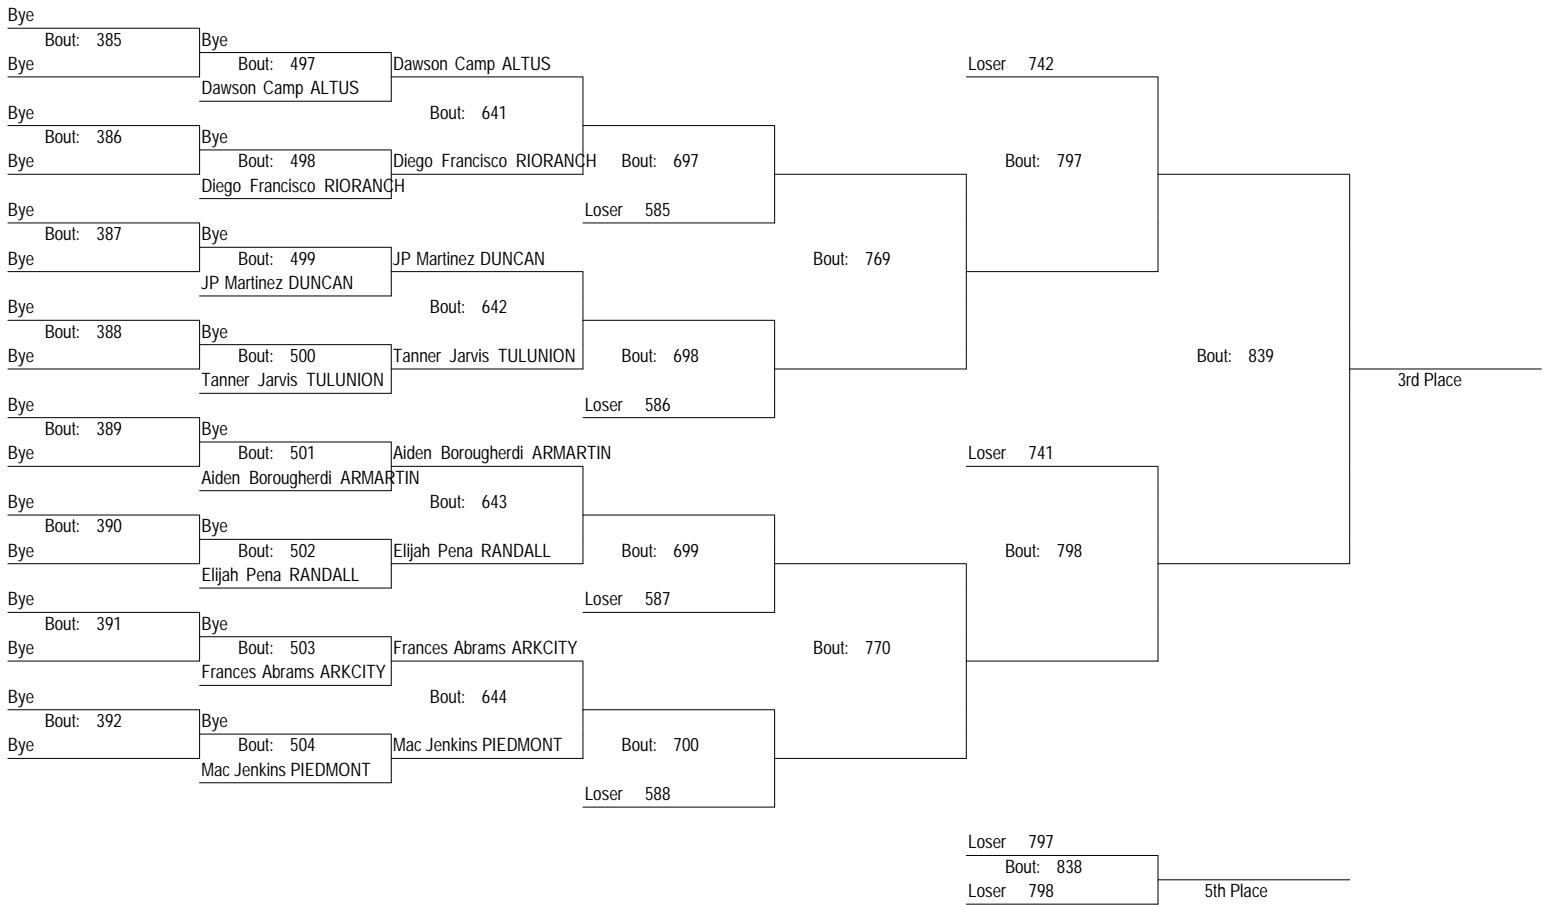 Bye
Bout: 385
Bye
Bye
Bout: 497
Dawson Camp ALTUS
Dawson Camp ALTUS
Bout: 641
Bye
Bout: 386
Bye
Bye
Bout: 498
Diego Francisco RIORANCH
Diego Francisco RIORANCH
Bout: 697
Loser 585
Bye
Bout: 387
Bye
Bye
Bout: 499
JP Martinez DUNCAN
JP Martinez DUNCAN
Bout: 642
Bye
Bout: 388
Bye
Bye
Bout: 500
Tanner Jarvis TULUNION
Tanner Jarvis TULUNION
Bout: 698
Loser 586
Bout: 769
Loser 742
Bout: 797
Bye
Bout: 389
Bye
Bye
Bout: 501
Aiden Borougherdi ARMARTIN
Aiden Borougherdi ARMARTIN
Bout: 643
Bye
Bout: 390
Bye
Bye
Bout: 502
Elijah Pena RANDALL
Elijah Pena RANDALL
Bout: 699
Loser 587
Bye
Bout: 391
Bye
Bye
Bout: 503
Frances Abrams ARKCITY
Frances Abrams ARKCITY
Bout: 644
Bye
Bout: 392
Bye
Bye
Bout: 504
Mac Jenkins PIEDMONT
Mac Jenkins PIEDMONT
Bout: 700
Loser 588
Bout: 770
Loser 741
Bout: 798
Bout: 839
3rd Place
Loser 797
Bout: 838
Loser 798
5th Place